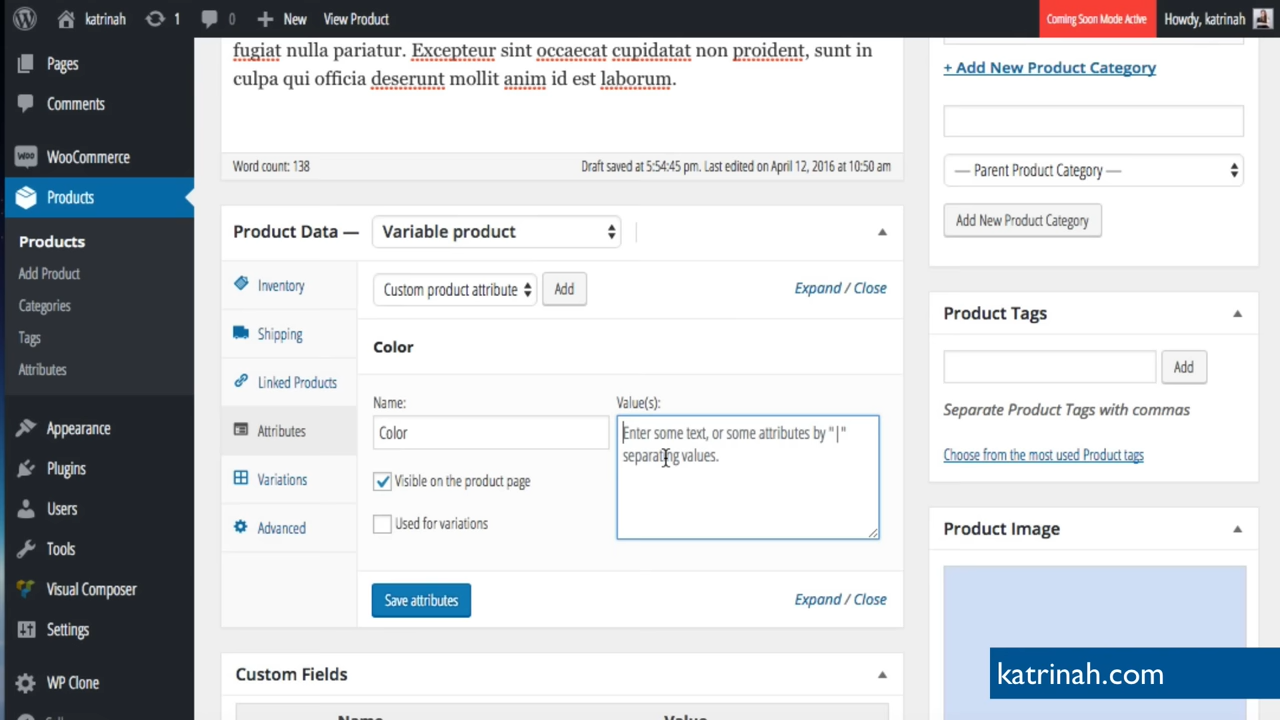 katrinah
1
0
New
View Product
Coming Soon Mode Active
Howdy, katrinah
Pages
Comments
WOO
WooCommerce
Products
Products
Add Product
Categories
Tags
Attributes
Appearance
Plugins
Users
Tools
Visual Composer
Settings
WP Clone
fugiat nulla pariatur. Excepteur sint occaecat cupidatat non proident, sunt in
culpa qui officia deserunt mollit anim id est laborum.
Word count: 138
Draft saved at 5:54:45 pm. Last edited on April 12, 2016 at 10:50 am
Product Data —
Variable product
Inventory
Shipping
Linked Products
Attributes
Variations
Advanced
Custom product attribute
Add
Expand / Close
Color
Name:
Color
Value(s):
Enter some text, or some attributes by "|"
separating values.
Visible on the product page
Used for variations
Save attributes
Expand / Close
Custom Fields
Name
Value
+ Add New Product Category
— Parent Product Category —
Add New Product Category
Product Tags
Add
Separate Product Tags with commas
Choose from the most used Product tags
Product Image
katrinah.com